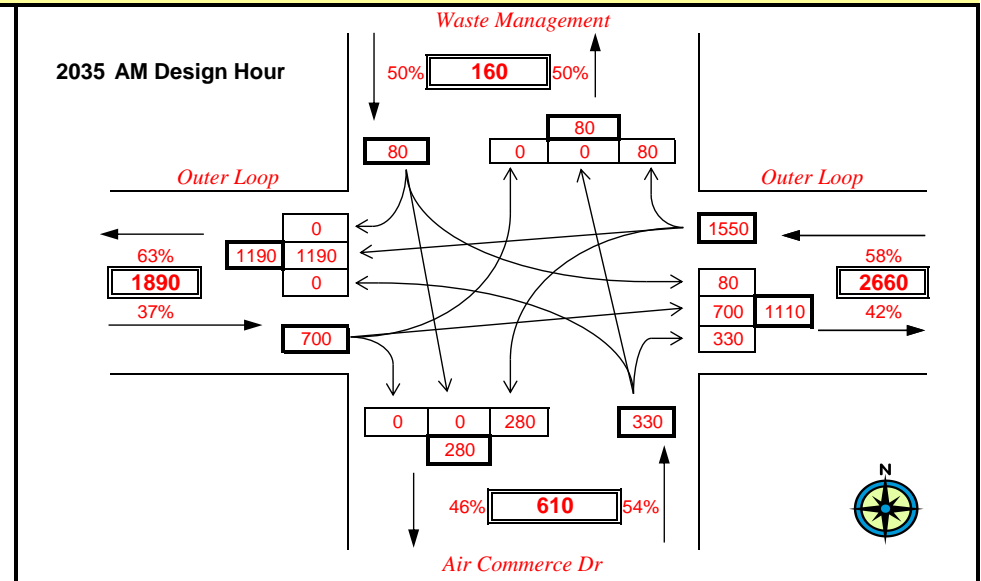 Waste Management
2035 AM Design Hour
50% 160 50%
80
80 0 0 80
Outer Loop Outer Loop
0 1550
63% 1190 1190 58%
1890 0 80 2660
37% 700 1110 42%
700 330
0 0 280 330
280
N
46% 610 54%
Air Commerce Dr